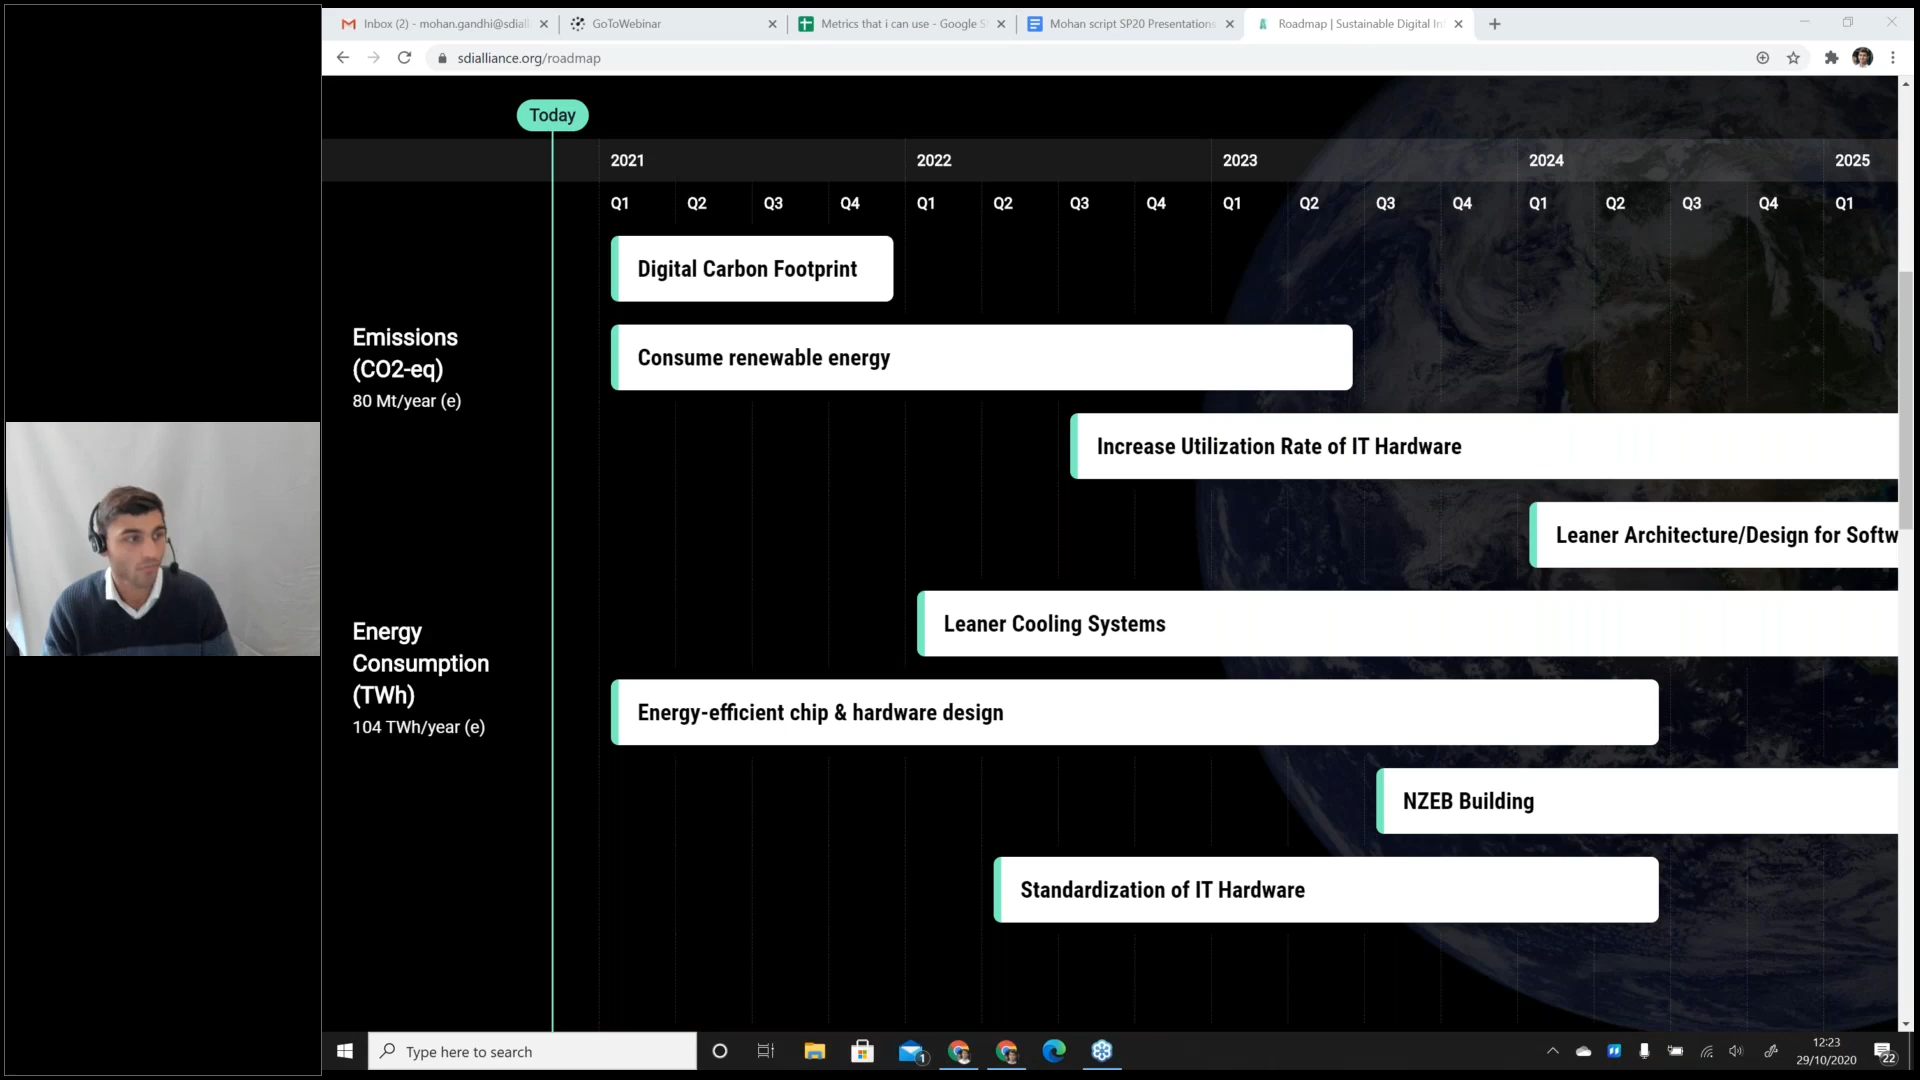 Inbox (2) - mohan.gandhi@sdial
GoToWebinar
Metrics that i can use - Google S
Mohan script SP20 Presentations
Roadmap | Sustainable Digital In
sdialliance.org/roadmap
Today
2021
2022
2023
2024
2025
Q1 Q2 Q3 Q4 Q1 Q2 Q3 Q4 Q1 Q2 Q3 Q4 Q1 Q2 Q3 Q4 Q1
Digital Carbon Footprint
Emissions
(CO2-eq)
80 Mt/year (e)
Consume renewable energy
Increase Utilization Rate of IT Hardware
Leaner Architecture/Design for Softw
Leaner Cooling Systems
Energy
Consumption
(TWh)
104 TWh/year (e)
Energy-efficient chip & hardware design
NZEB Building
Standardization of IT Hardware
Type here to search
1
12:23
29/10/2020
22